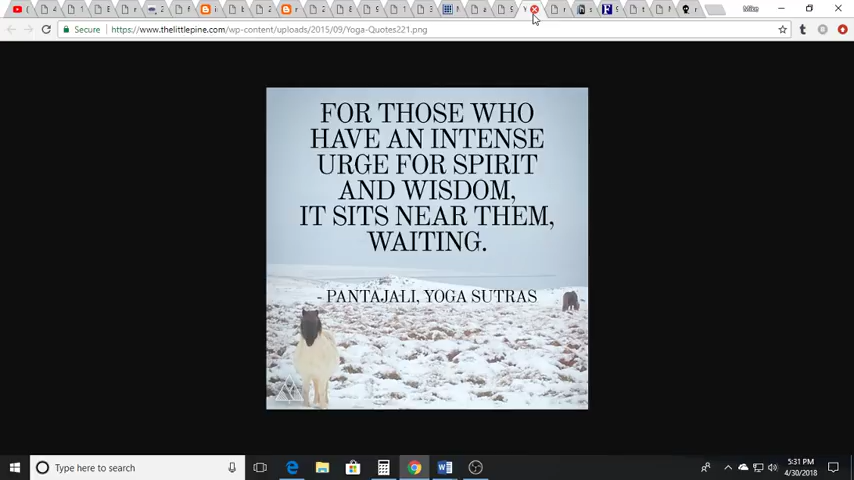 Mike
Secure
https://www.thelittlepine.com/wp-content/uploads/2015/09/Yoga-Quotes221.png
FOR THOSE WHO
HAVE AN INTENSE
URGE FOR SPIRIT
AND WISDOM,
IT SITS NEAR THEM,
WAITING.
- PANTAJALI, YOGA SUTRAS
Type here to search
5:31 PM
4/30/2018